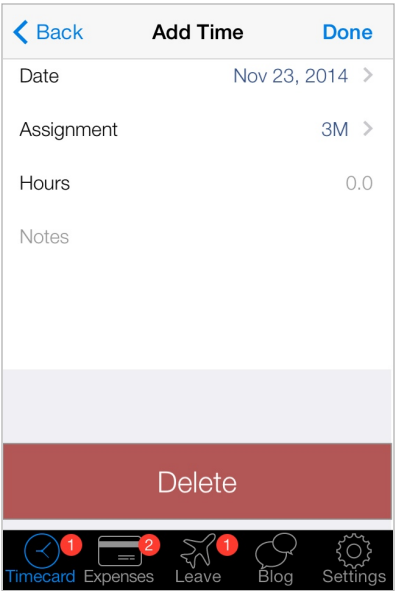 Back Add Time Done
Date Nov 23, 2014
Assignment 3M
Hours 0.0
Notes
Delete
1 2 1
Timecard Expenses Leave Blog Settings